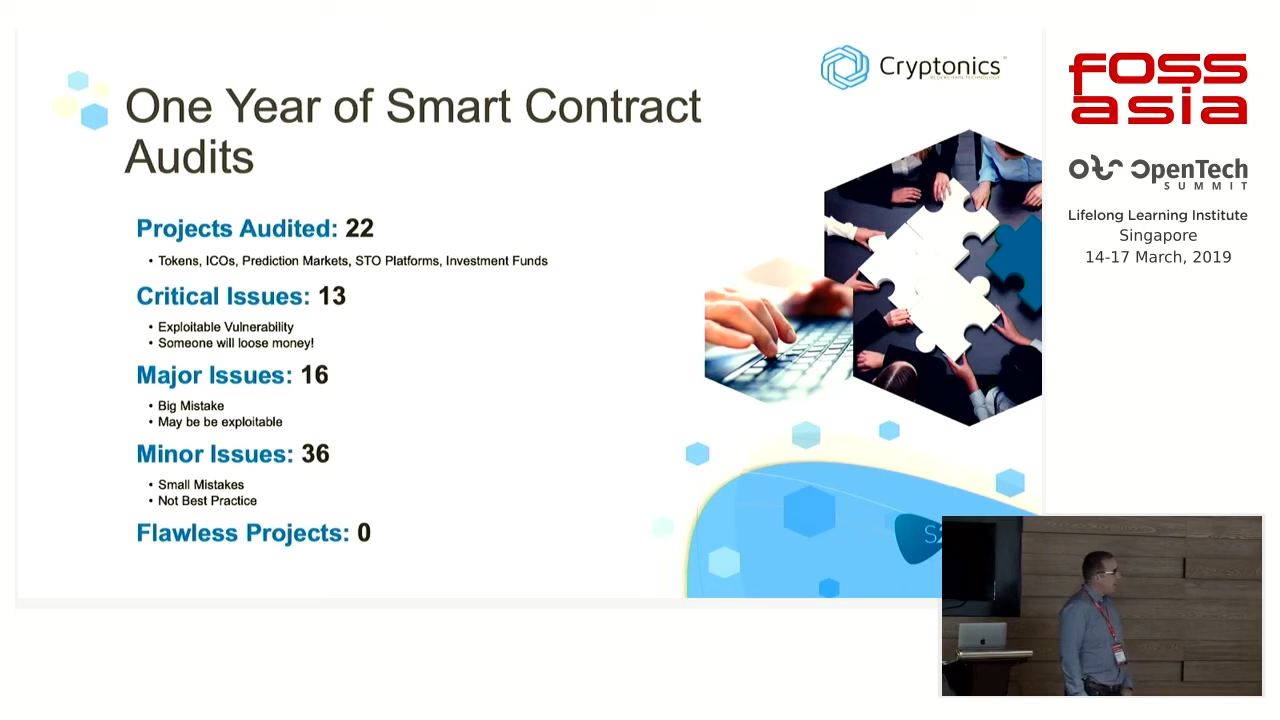 Cryptonics
One Year of Smart Contract
Audits
Projects Audited: 22
• Tokens, ICOs, Prediction Markets, STO Platforms, Investment Funds
Critical Issues: 13
• Exploitable Vulnerability
• Someone will loose money!
Major Issues: 16
• Big Mistake
• May be be exploitable
Minor Issues: 36
• Small Mistakes
• Not Best Practice
Flawless Projects: 0
FOSS
asia
OpenTech
SUMMIT
Lifelong Learning Institute
Singapore
14-17 March, 2019